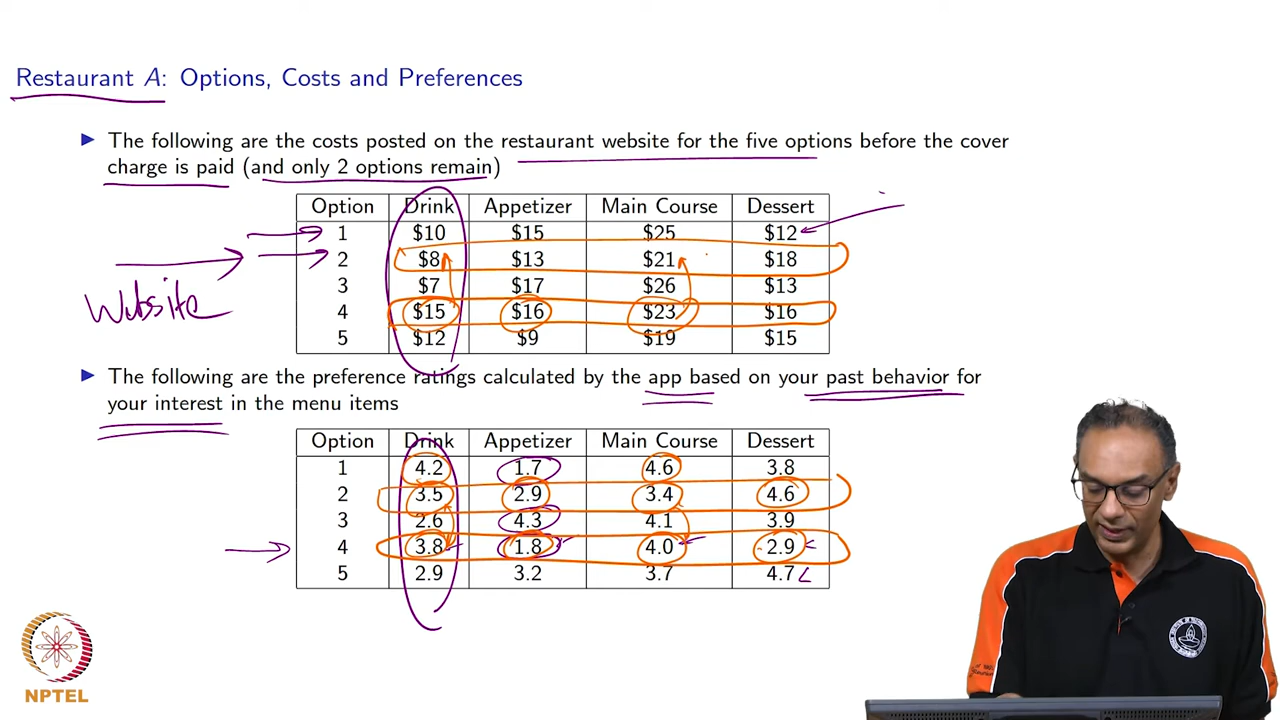 Restaurant A: Options, Costs and Preferences
▶ The following are the costs posted on the restaurant website for the five options before the cover
charge is paid (and only 2 options remain)
Option Drink Appetizer Main Course Dessert
1 $10 $15 $25 $12
2 $8 $13 $21 $18
3 $7 $17 $26 $13
4 $15 $16 $23 $16
5 $12 $9 $19 $15
Website
▶ The following are the preference ratings calculated by the app based on your past behavior for
your interest in the menu items
Option Drink Appetizer Main Course Dessert
1 4.2 1.7 4.6 3.8
2 3.5 2.9 3.4 4.6
3 2.6 4.3 4.1 3.9
4 3.8 1.8 4.0 2.9
5 2.9 3.2 3.7 4.7
NPTEL